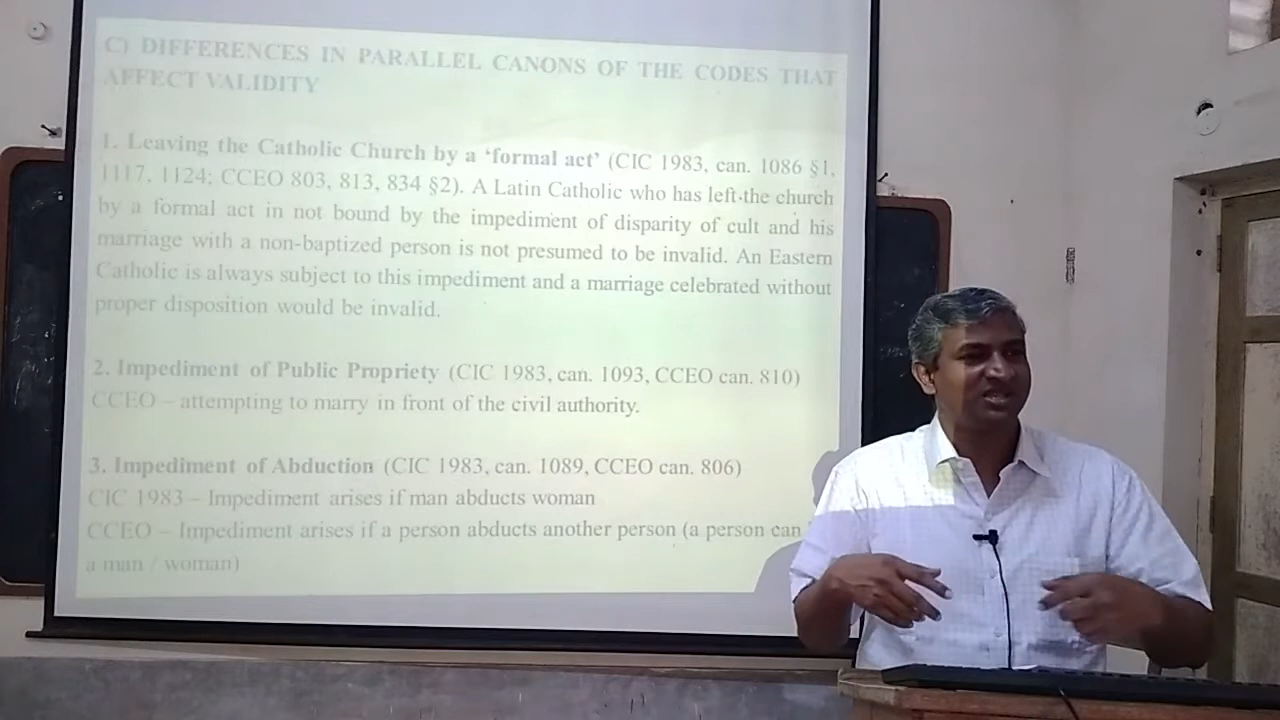 C) DIFFERENCES IN PARALLEL CANONS OF THE CODES THAT
AFFECT VALIDITY
1. Leaving the Catholic Church by a ‘formal act’ (CIC 1983, can. 1086 §1,
1117, 1124; CCEO 803, 813, 834 §2). A Latin Catholic who has left the church
by a formal act in not bound by the impediment of disparity of cult and his
marriage with a non-baptized person is not presumed to be invalid. An Eastern
Catholic is always subject to this impediment and a marriage celebrated without
proper disposition would be invalid.
2. Impediment of Public Propriety (CIC 1983, can. 1093, CCEO can. 810)
CCEO – attempting to marry in front of the civil authority.
3. Impediment of Abduction (CIC 1983, can. 1089, CCEO can. 806)
CIC 1983 – Impediment arises if man abducts woman
CCEO – Impediment arises if a person abducts another person (a person can
a man / woman)